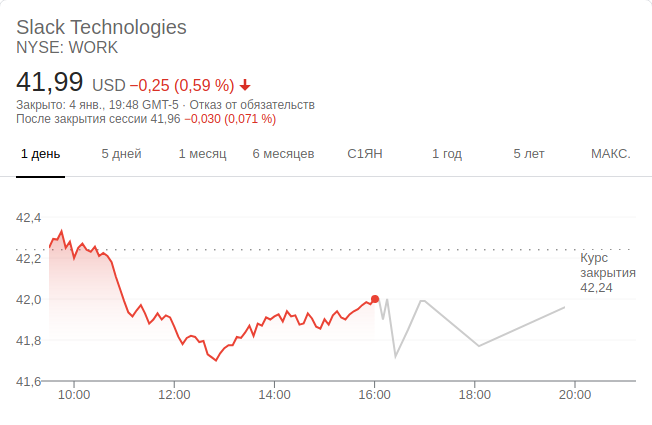 Slack Technologies
NYSE: WORK
41,99 USD −0,25 (0,59 %)
Закрыто: 4 янв., 19:48 GMT-5 · Отказ от обязательств
После закрытия сессии 41,96 −0,030 (0,071 %)
1 день 5 дней 1 месяц 6 месяцев С1ЯН 1 год 5 лет МАКС.
42,4
42,2
42,0
41,8
41,6
Курс
закрытия
42,24
10:00 12:00 14:00 16:00 18:00 20:00